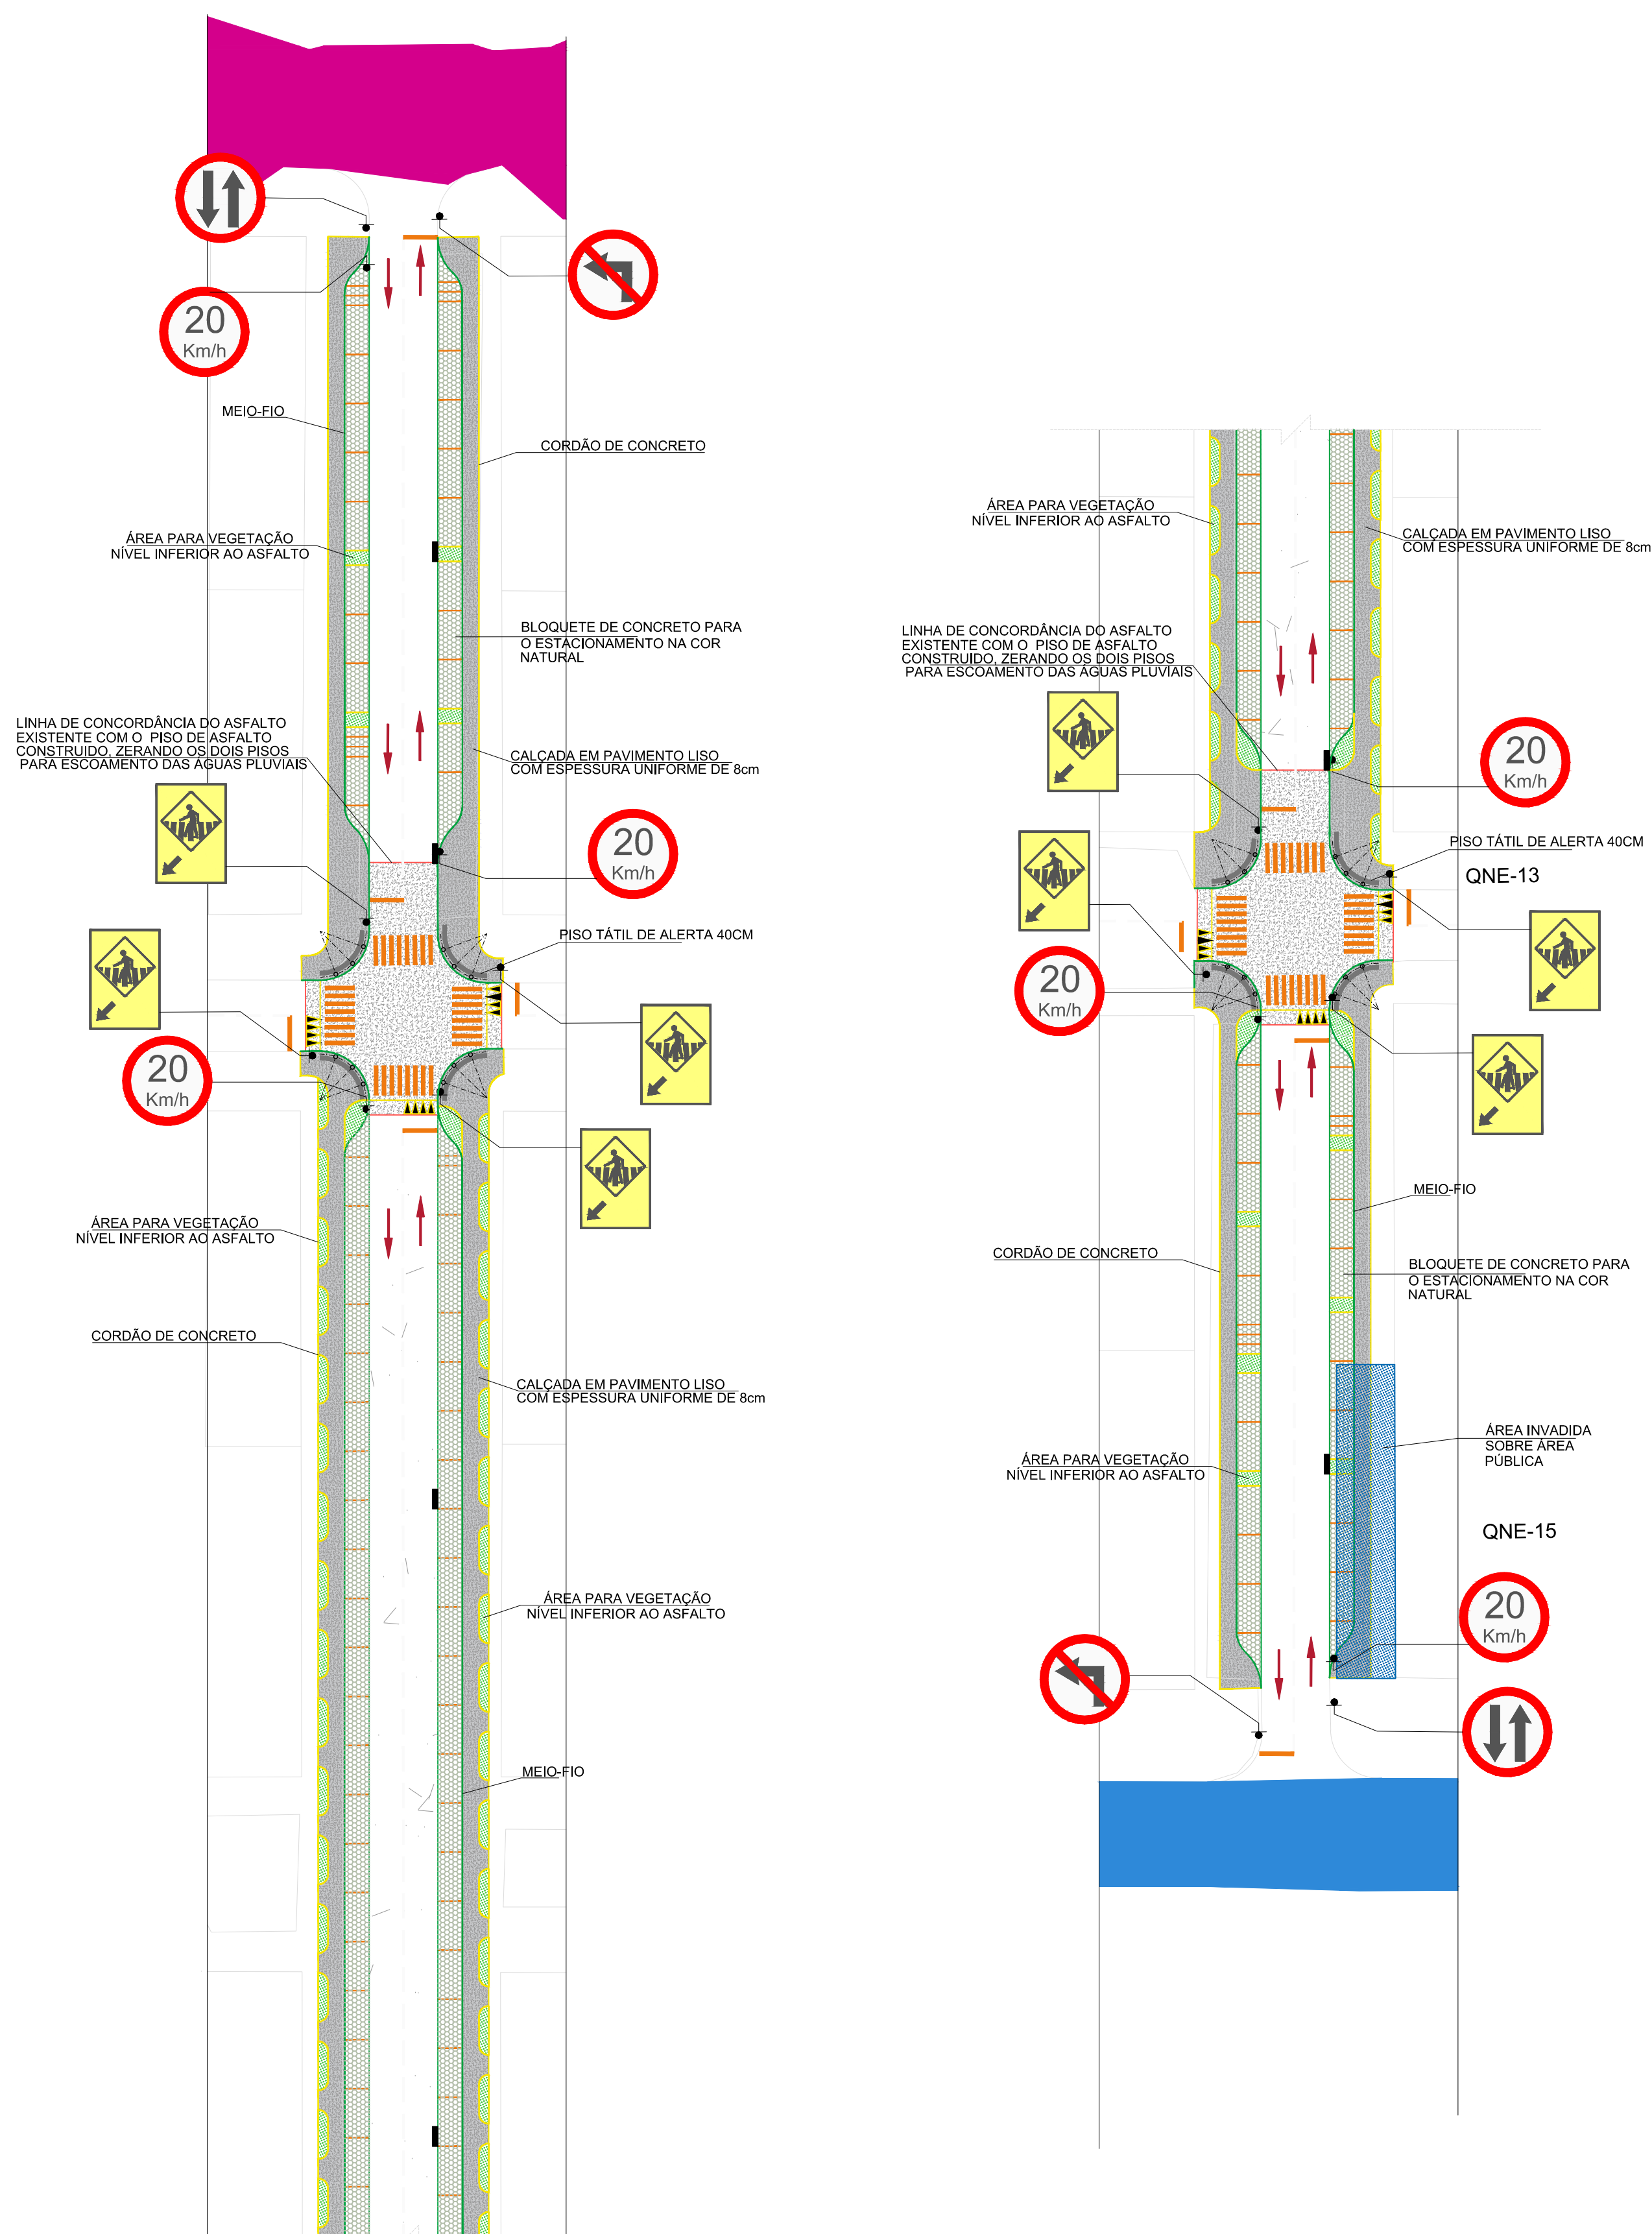 20
Km/h
MEIO-FIO
CORDÃO DE CONCRETO
ÁREA PARA VEGETAÇÃO
NÍVEL INFERIOR AO ASFALTO
BLOQUETE DE CONCRETO PARA
O ESTACIONAMENTO NA COR
NATURAL
LINHA DE CONCORDÂNCIA DO ASFALTO
EXISTENTE COM O PISO DE ASFALTO
CONSTRUIDO, ZERANDO OS DOIS PISOS
PARA ESCOAMENTO DAS ÁGUAS PLUVIAIS
CALÇADA EM PAVIMENTO LISO
COM ESPESSURA UNIFORME DE 8cm
20
Km/h
PISO TÁTIL DE ALERTA 40CM
20
Km/h
ÁREA PARA VEGETAÇÃO
NÍVEL INFERIOR AO ASFALTO
CORDÃO DE CONCRETO
CALÇADA EM PAVIMENTO LISO
COM ESPESSURA UNIFORME DE 8cm
ÁREA PARA VEGETAÇÃO
NÍVEL INFERIOR AO ASFALTO
MEIO-FIO
ÁREA PARA VEGETAÇÃO
NÍVEL INFERIOR AO ASFALTO
CALÇADA EM PAVIMENTO LISO
COM ESPESSURA UNIFORME DE 8cm
LINHA DE CONCORDÂNCIA DO ASFALTO
EXISTENTE COM O PISO DE ASFALTO
CONSTRUIDO, ZERANDO OS DOIS PISOS
PARA ESCOAMENTO DAS ÁGUAS PLUVIAIS
20
Km/h
PISO TÁTIL DE ALERTA 40CM
QNE-13
20
Km/h
MEIO-FIO
CORDÃO DE CONCRETO
BLOQUETE DE CONCRETO PARA
O ESTACIONAMENTO NA COR
NATURAL
ÁREA INVADIDA
SOBRE ÁREA
PÚBLICA
ÁREA PARA VEGETAÇÃO
NÍVEL INFERIOR AO ASFALTO
QNE-15
20
Km/h